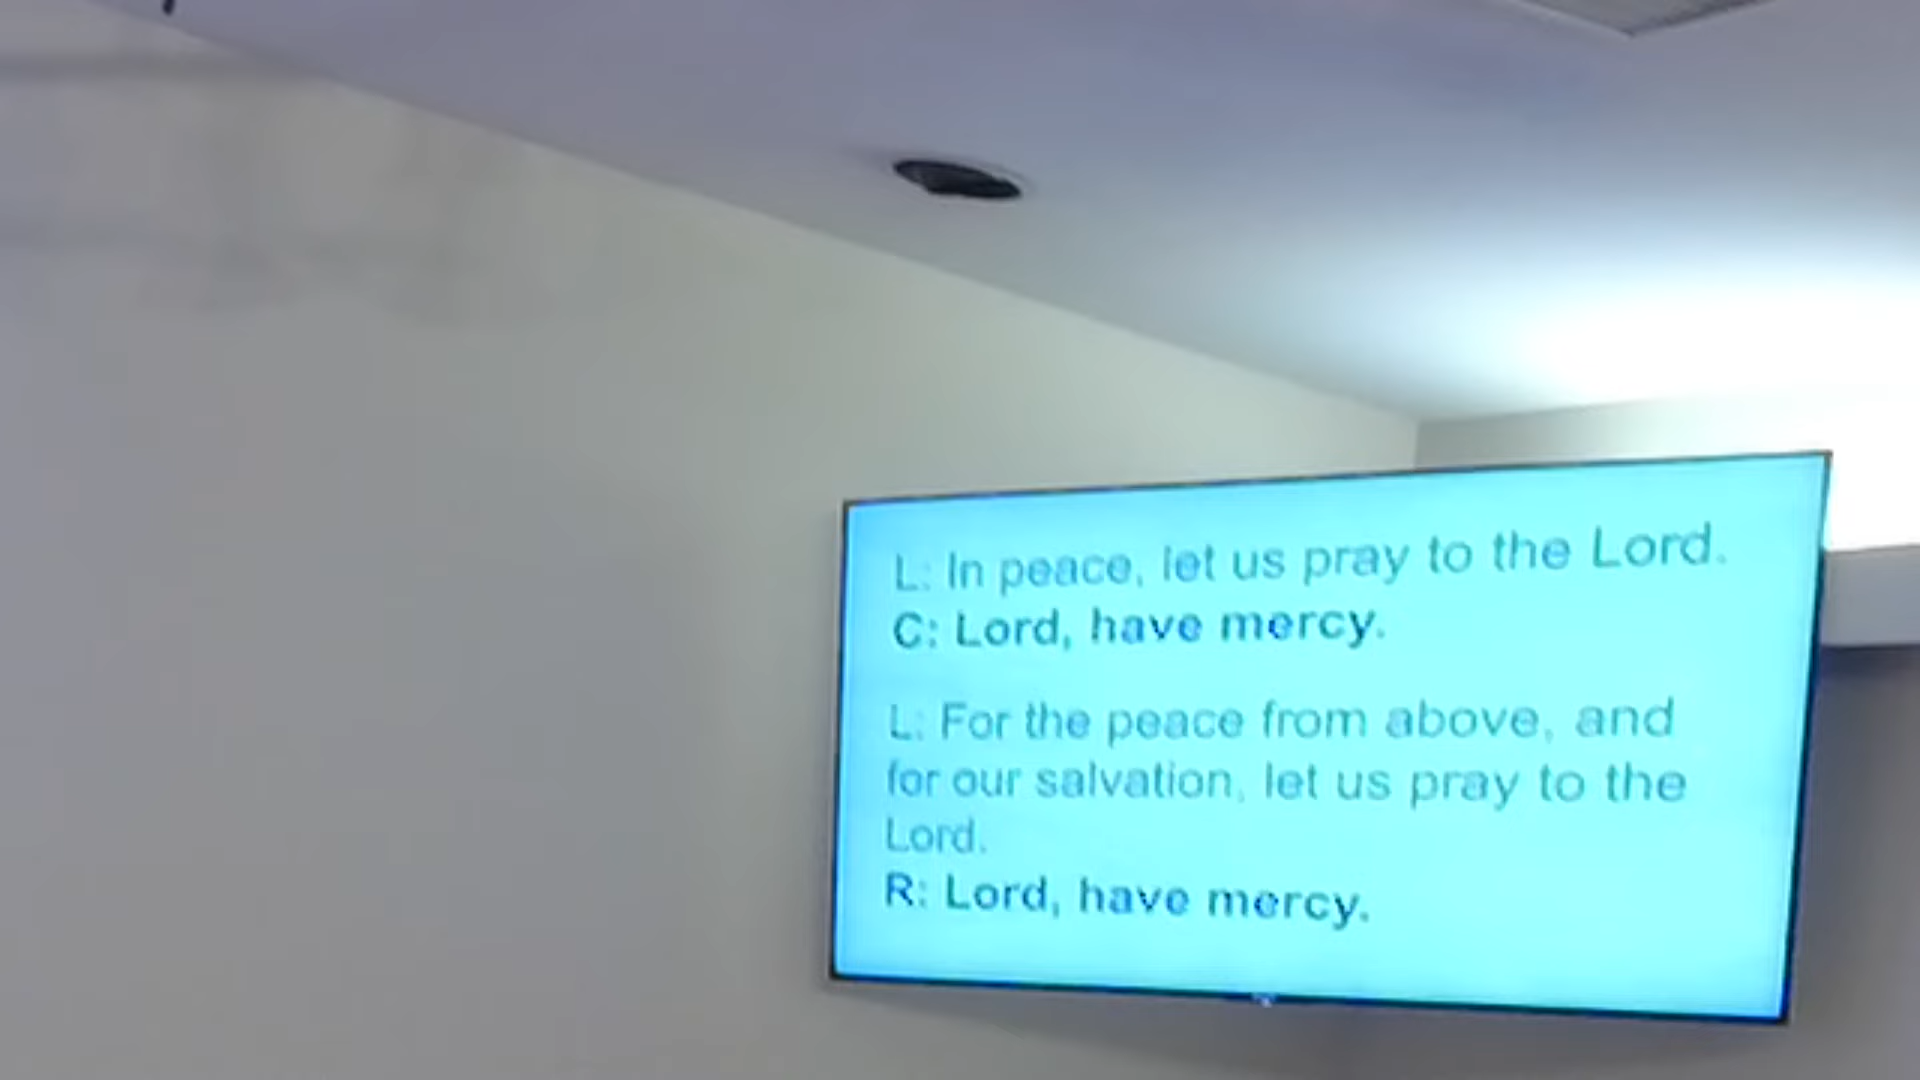 L: In peace, let us pray to the Lord.
C: Lord, have mercy.
L: For the peace from above, and
for our salvation, let us pray to the
Lord.
R: Lord, have mercy.